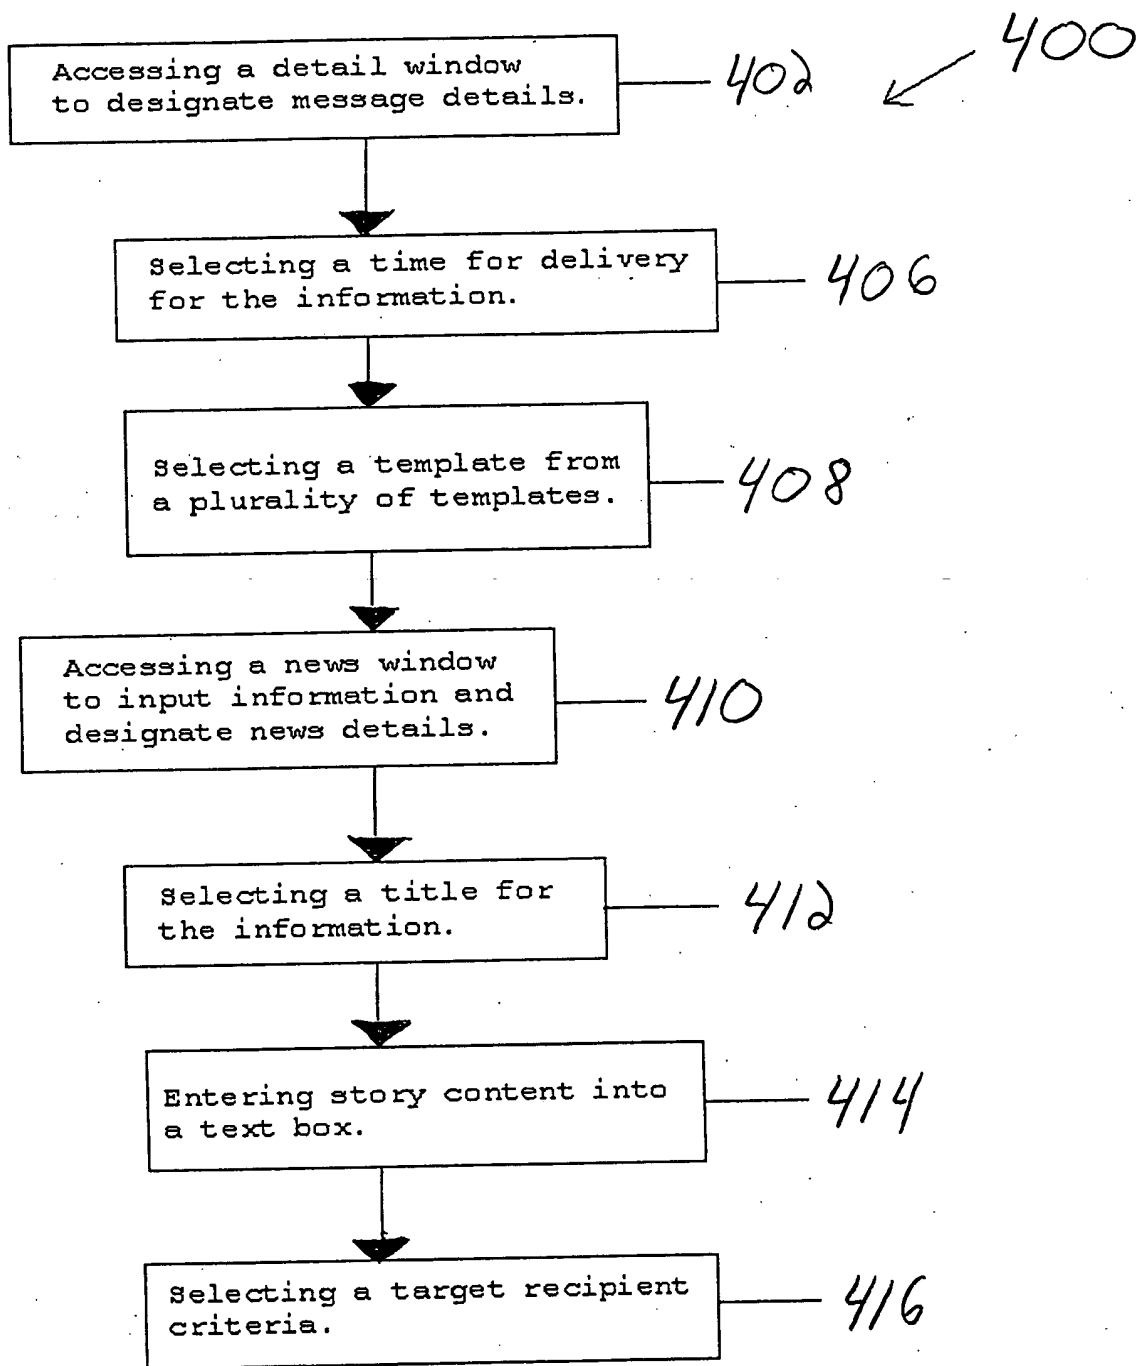 400
Accessing a detail window
to designate message details.
402
Selecting a time for delivery
for the information.
406
Selecting a template from
a plurality of templates.
408
Accessing a news window
to input information and
designate news details.
410
Selecting a title for
the information.
412
Entering story content into
a text box.
414
Selecting a target recipient
criteria.
416